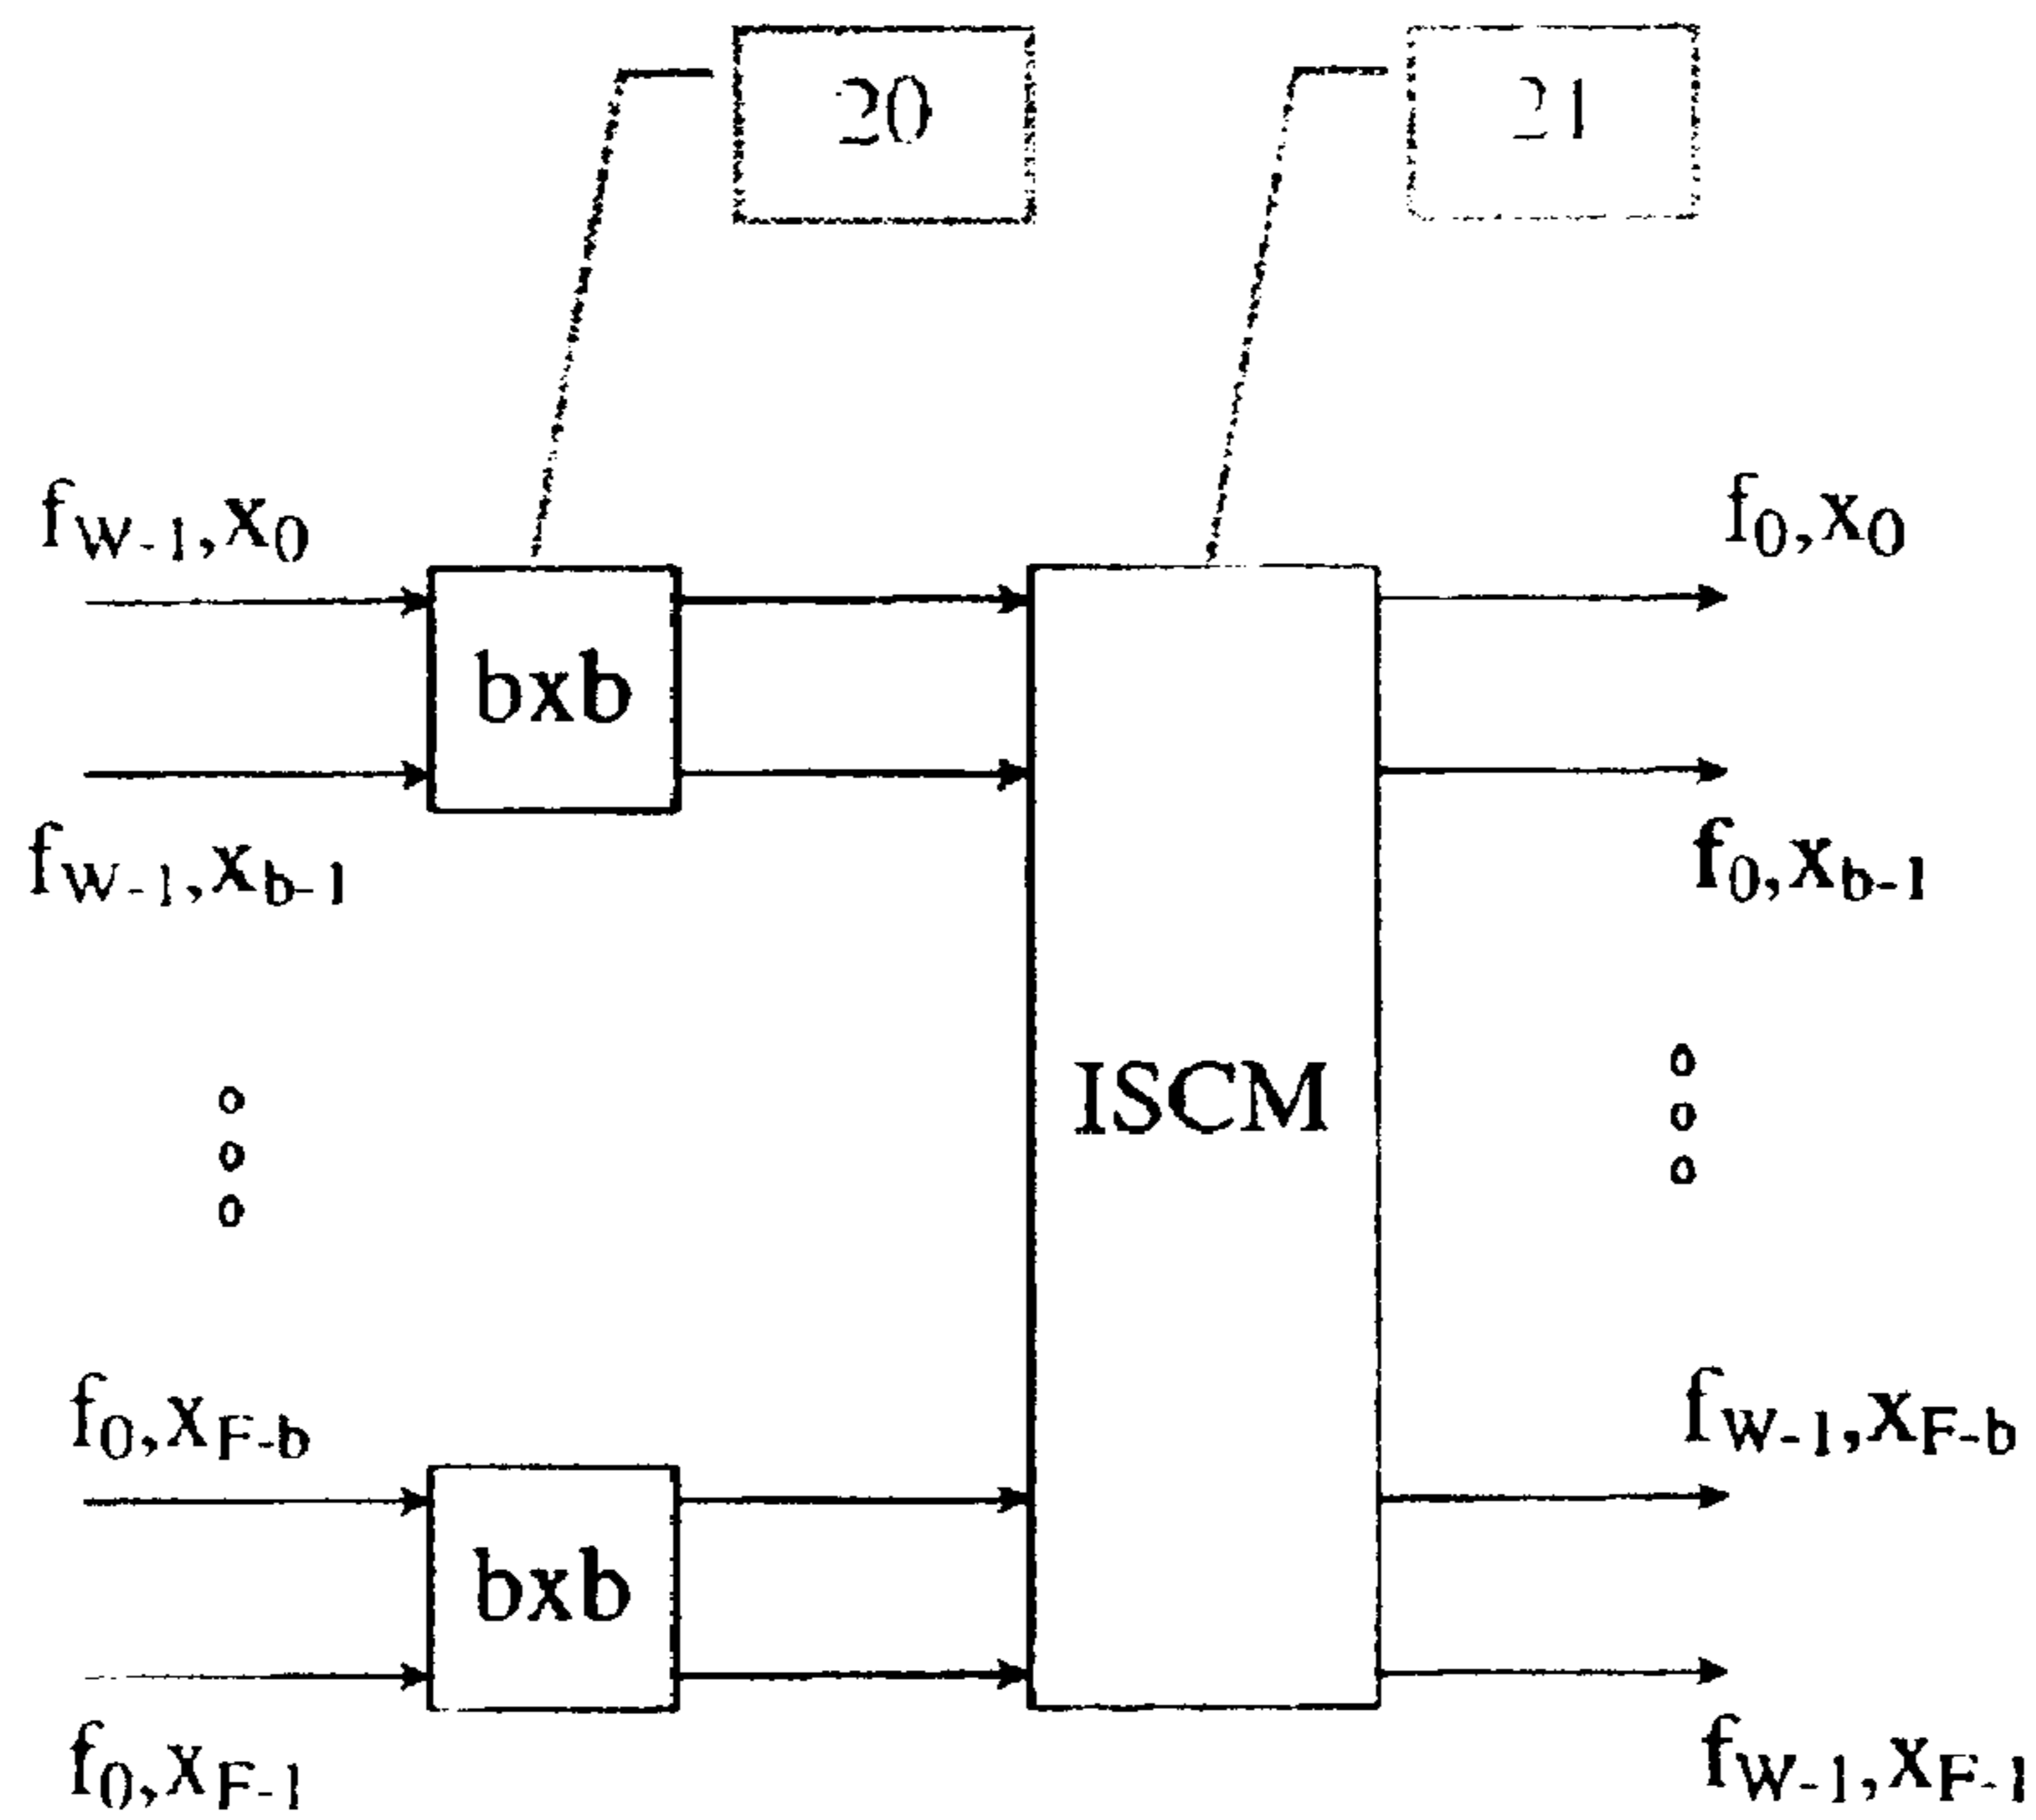 20
21
f_{W-1},x_0
f_0,x_0
bxb
f_{W-1},x_{b-1}
f_0,x_{b-1}
ISCM
f_0,x_{F-b}
f_{W-1},x_{F-b}
bxb
f_0,x_{F-1}
f_{W-1},x_{F-1}